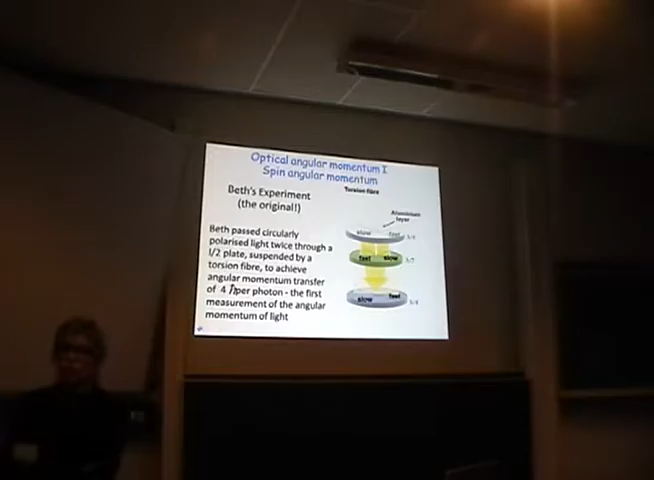 Optical angular momentum I
Spin angular momentum
Beth's Experiment
(the original!)
Torsion fibre
Aluminium
layer
Beth passed circularly
polarised light twice through a
l/2 plate, suspended by a
torsion fibre, to achieve
angular momentum transfer
of 4 ħper photon - the first
measurement of the angular
momentum of light
slow fast
fast slow
slow fast